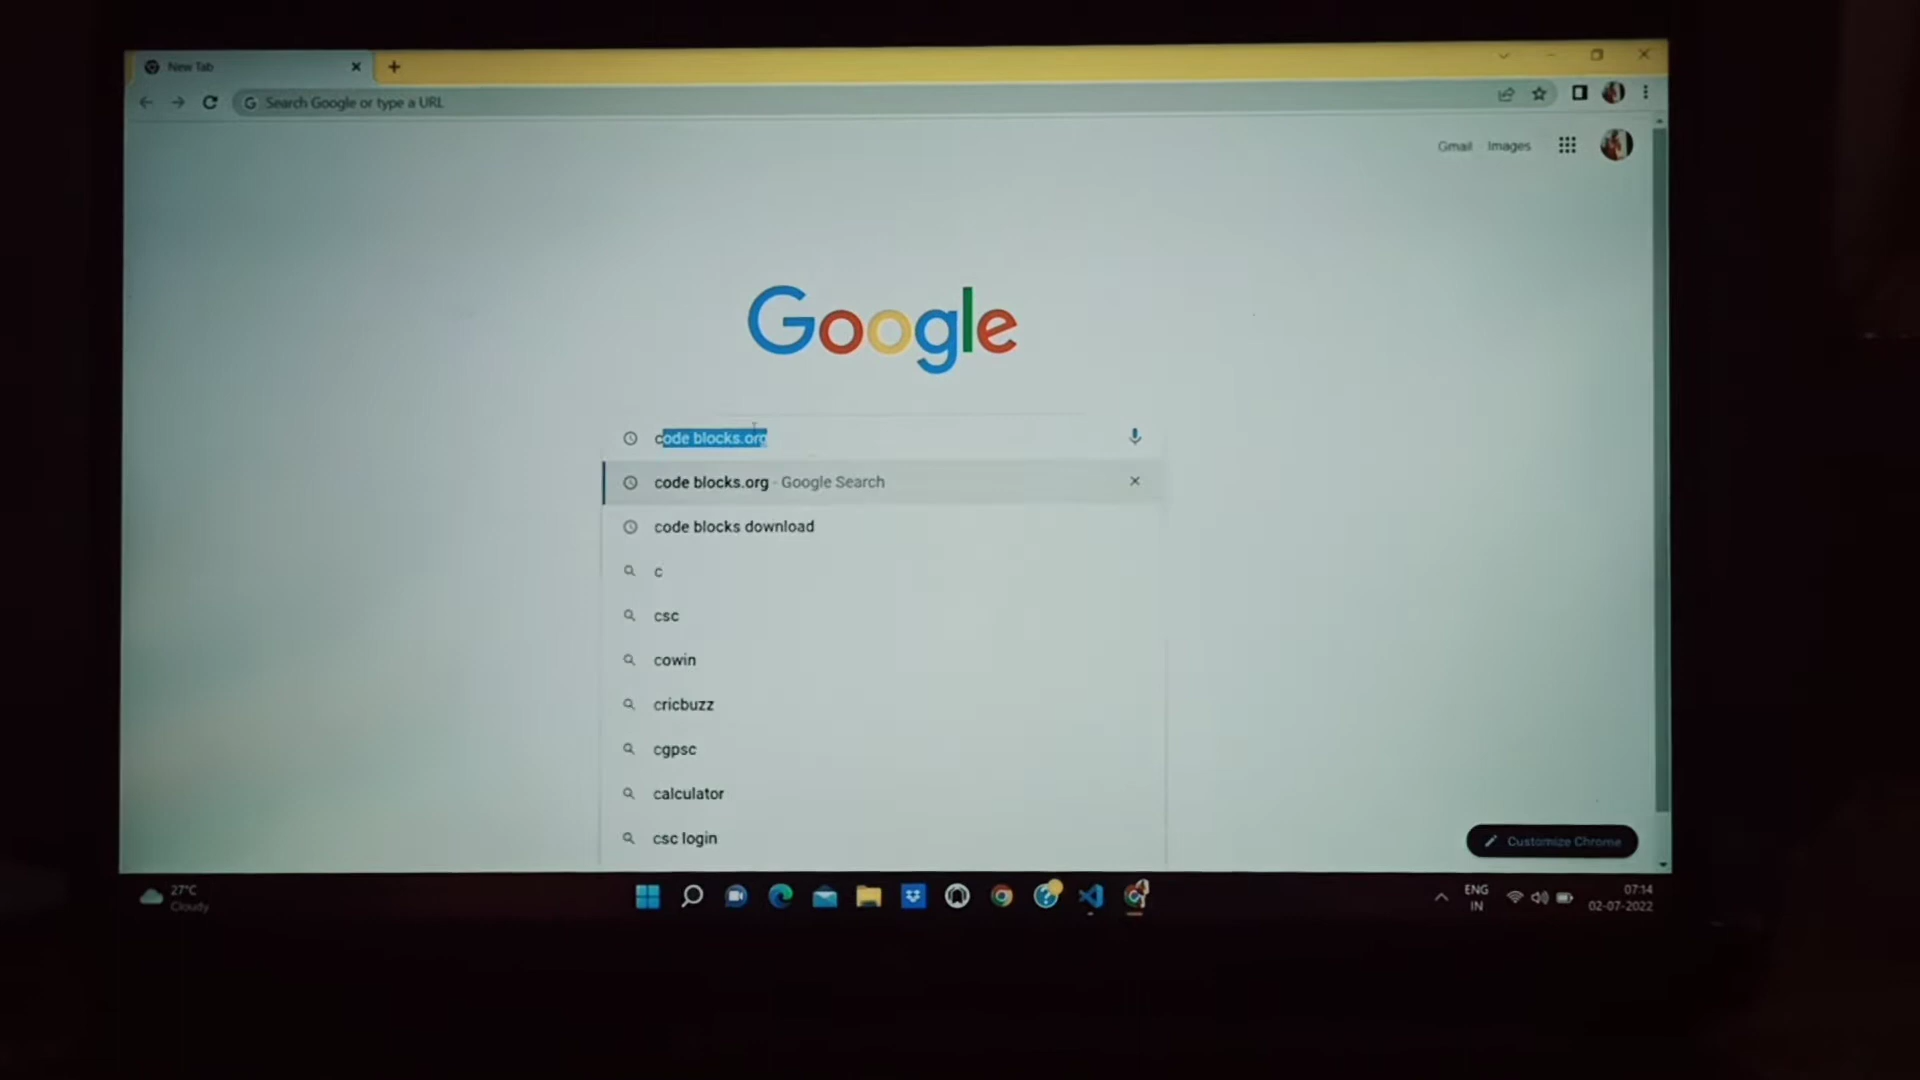 New Tab
Search Google or type a URL
Gmail Images
Google
code blocks.org
code blocks.org - Google Search
code blocks download
c
csc
cowin
cricbuzz
cgpsc
calculator
csc login
Customize Chrome
27°C
Cloudy
ENG
IN
07:14
02-07-2022